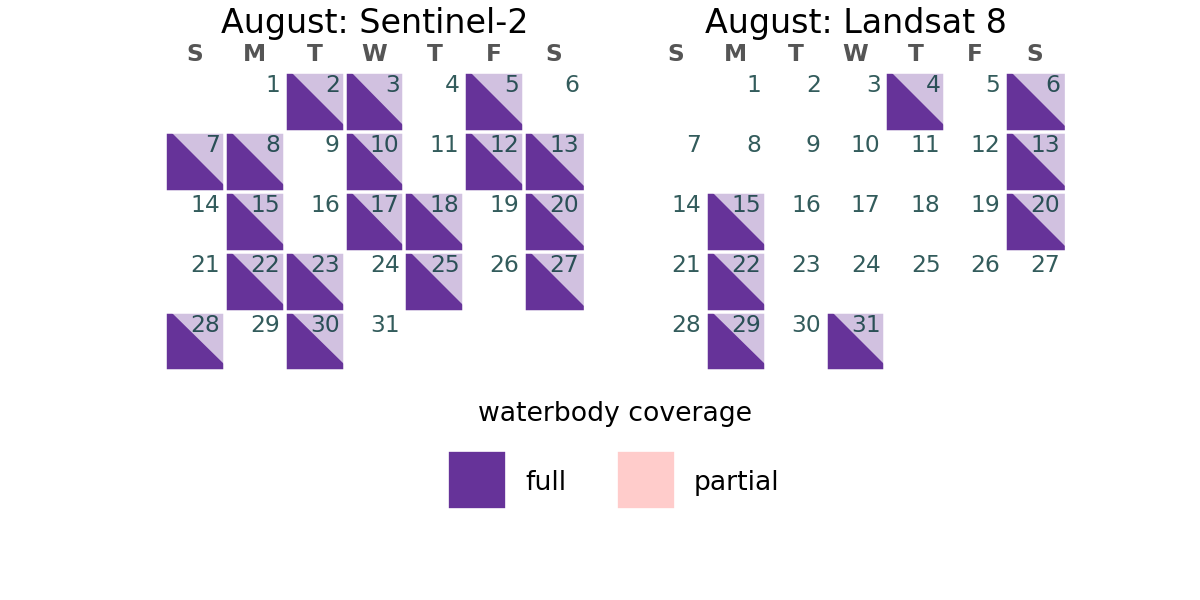 August: Sentinel-2
S M T W T F S
1 2 3 4 5 6
7 8 9 10 11 12 13
14 15 16 17 18 19 20
21 22 23 24 25 26 27
28 29 30 31
August: Landsat 8
S M T W T F S
1 2 3 4 5 6
7 8 9 10 11 12 13
14 15 16 17 18 19 20
21 22 23 24 25 26 27
28 29 30 31
waterbody coverage
full partial